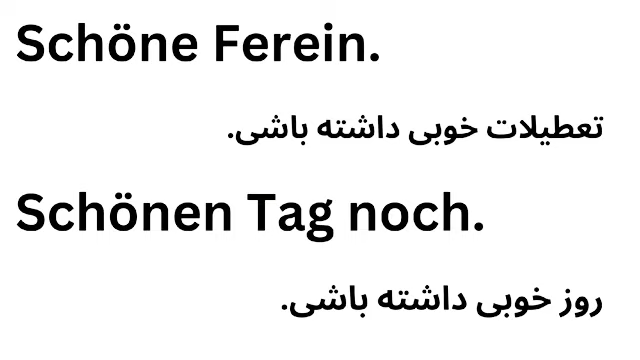 Schöne Ferein.
تعطیلات خوبی داشته باشی.
Schönen Tag noch.
روز خوبی داشته باشی.